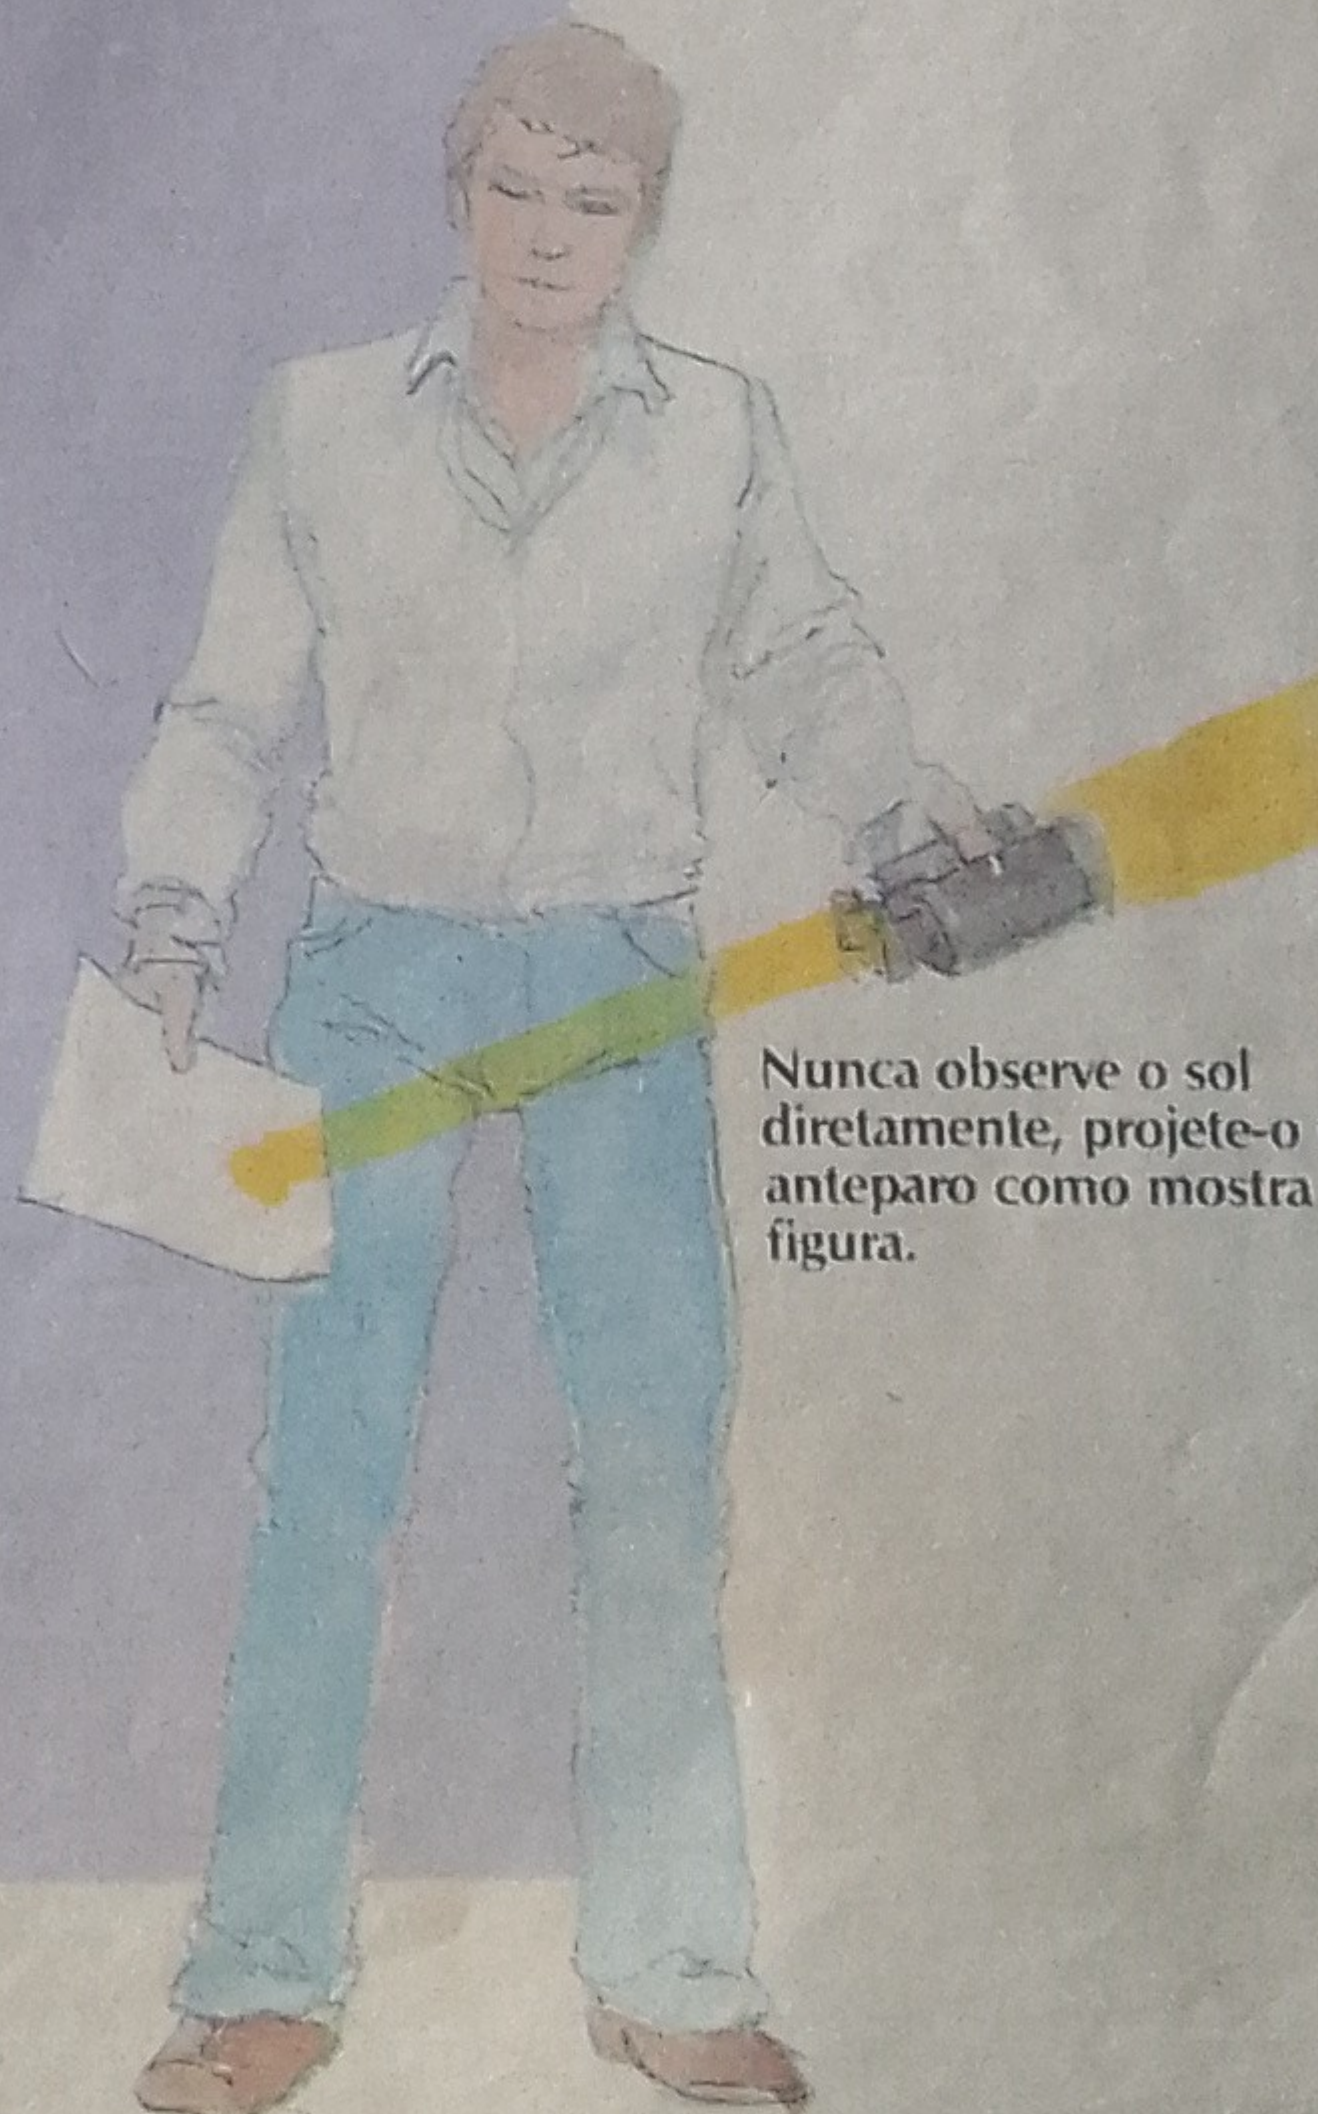 Nunca observe o sol
diretamente, projete-o
anteparo como mostra
figura.